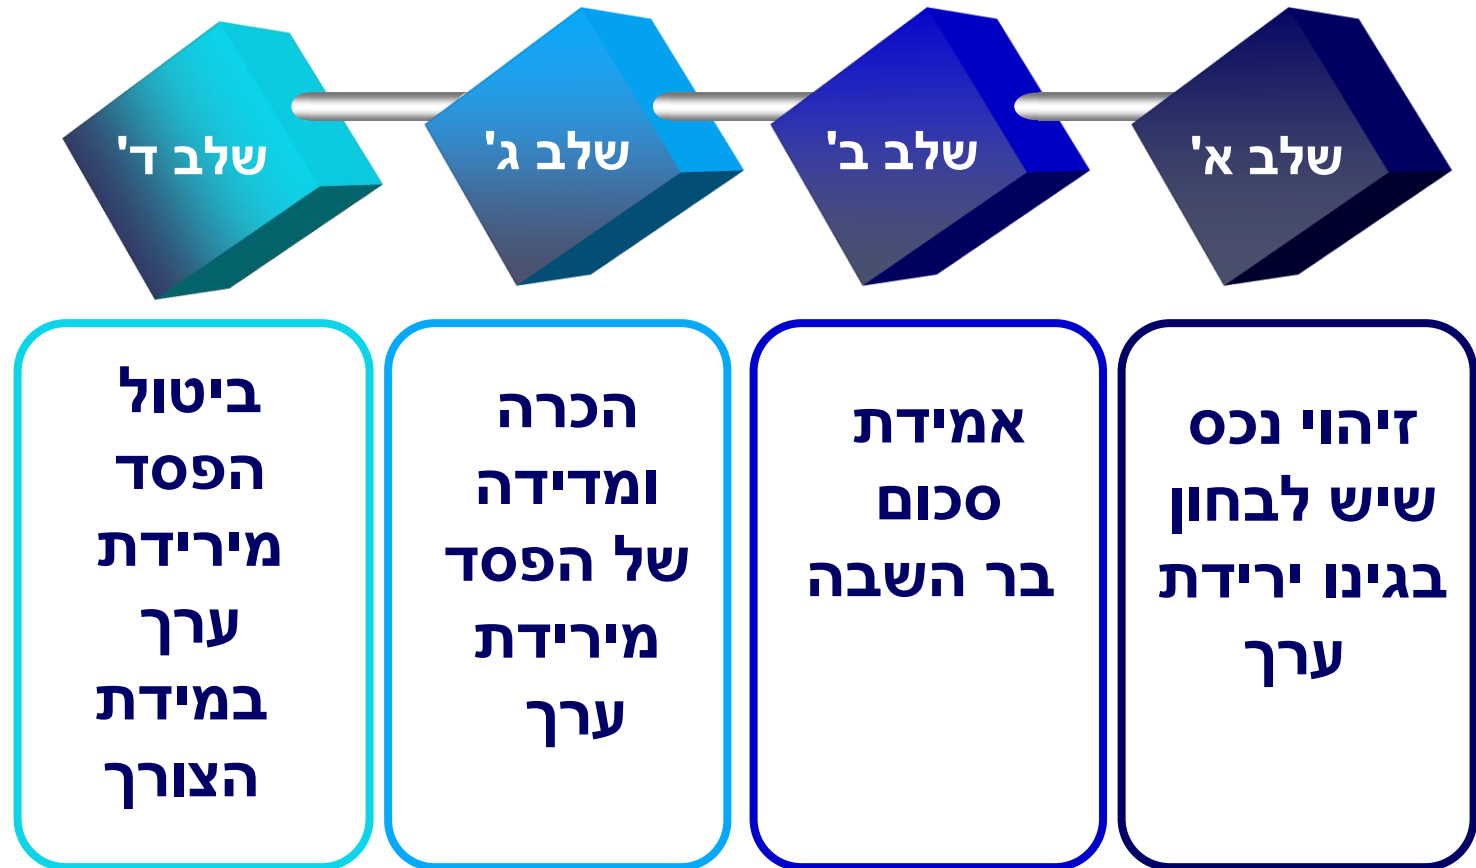 שלב א'
זיהוי נכס
שיש לבחון
בגינו ירידת
ערך
שלב ב'
אמידת
סכום
בר השבה
שלב ג'
הכרה
ומדידה
של הפסד
מירידת
ערך
שלב ד'
ביטול
הפסד
מירידת
ערך
במידת
הצורך